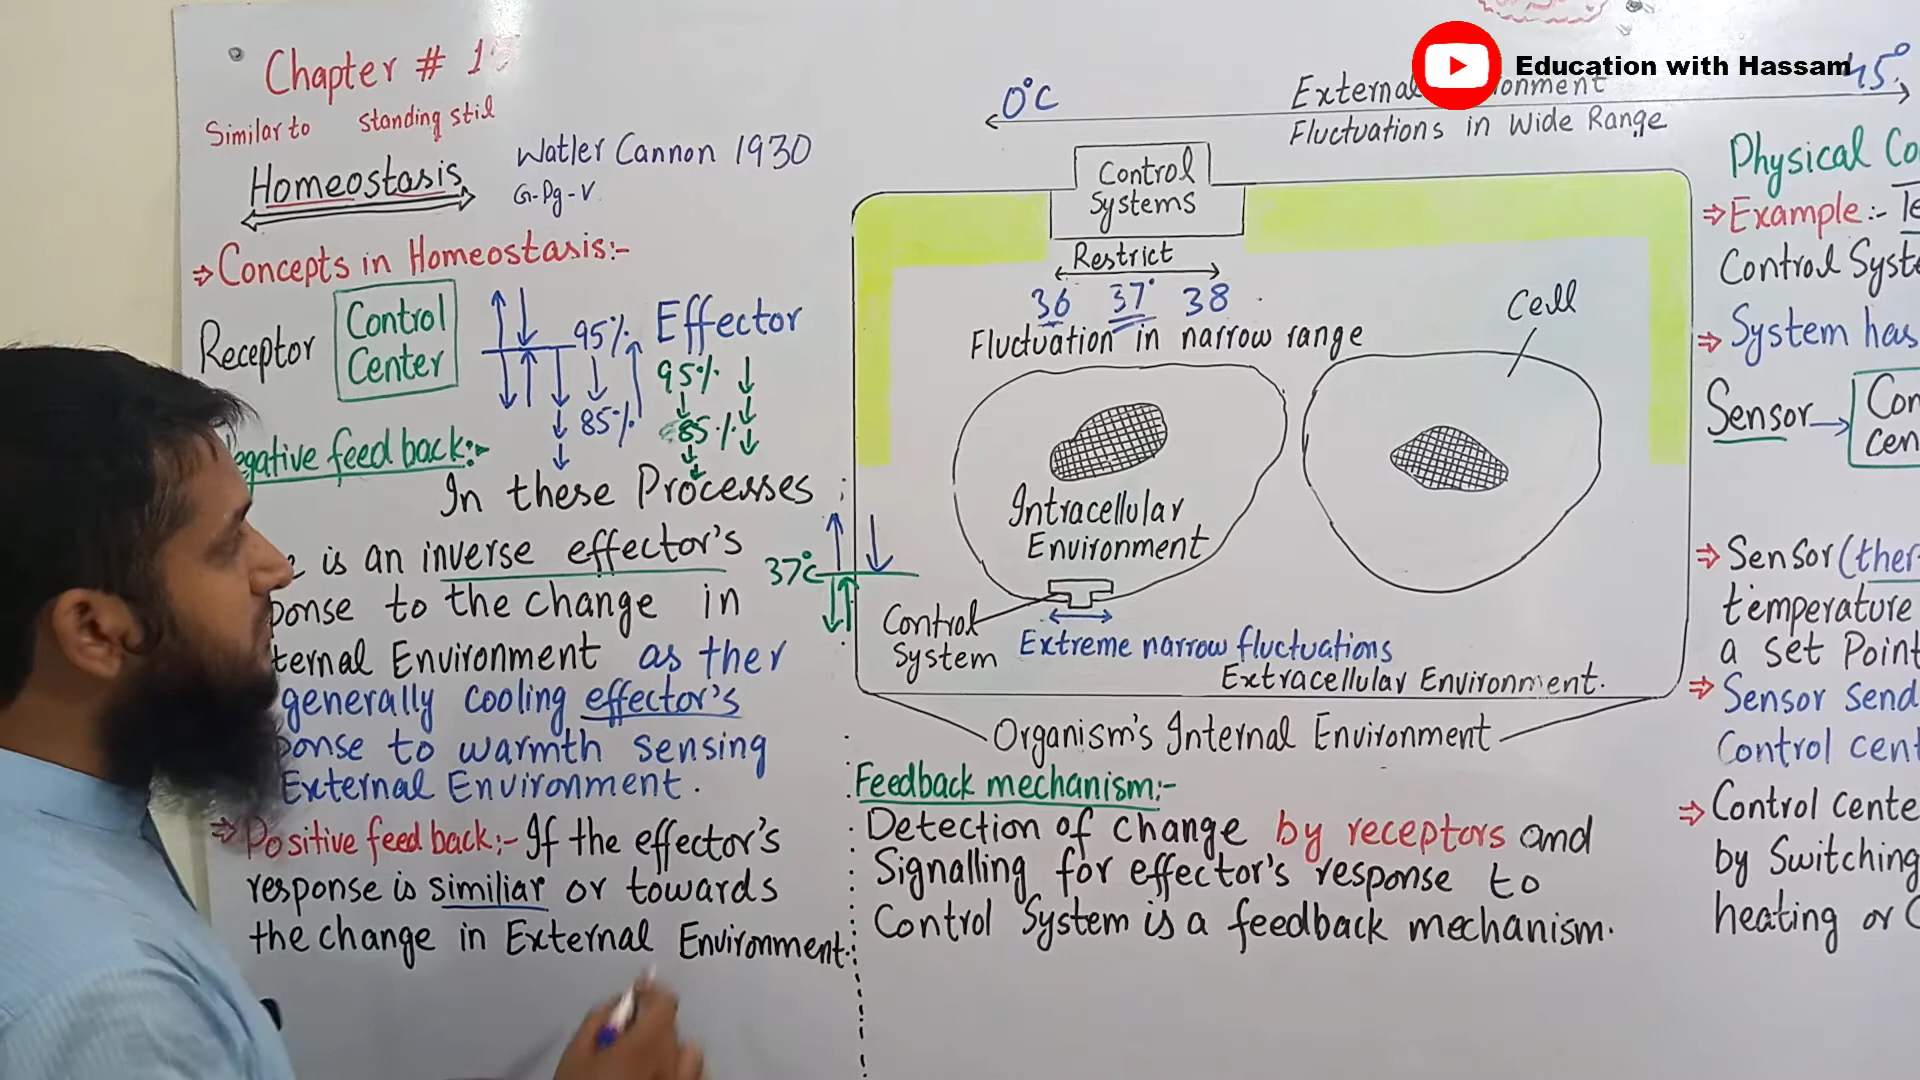 Chapter # 1
Similar to standing still
Homeostasis
Watler Cannon 1930
G-Pg-V
⇒ Concepts in Homeostasis:-
Receptor
Control
Center
95%
85%
Effector
95%
85%
egative feed back:-
In these Processes
is an inverse effector's
ponse to the change in
ternal Environment as ther
generally cooling effector's
ponse to warmth sensing
External Environment.
⇒ Positive feed back:- If the effector's
response is similiar or towards
the change in External Environment.
0°C
External onment
45°
Fluctuations in Wide Range
Control
Systems
Restrict
36 37° 38
Fluctuation in narrow range
Cell
Intracellular
Environment
37°C
Control
System
Extreme narrow fluctuations
Extracellular Environment.
Organism's Internal Environment
Feedback mechanism:-
Detection of change by receptors and
Signalling for effector's response to
Control System is a feedback mechanism.
Physical Co
⇒ Example:- Te
Control Syste
⇒ System has
Sensor →
Con
cen
⇒ Sensor (ther
temperature
a set Point
⇒ Sensor send
Control cent
⇒ Control cente
by Switching
heating or C
Education with Hassam